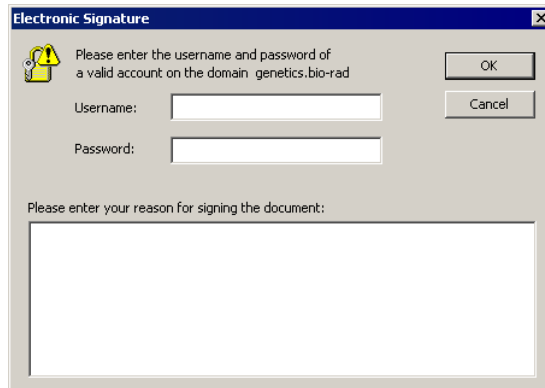 Electronic Signature
Please enter the username and password of
a valid account on the domain genetics.bio-rad
OK
Username:
Cancel
Password:
Please enter your reason for signing the document: